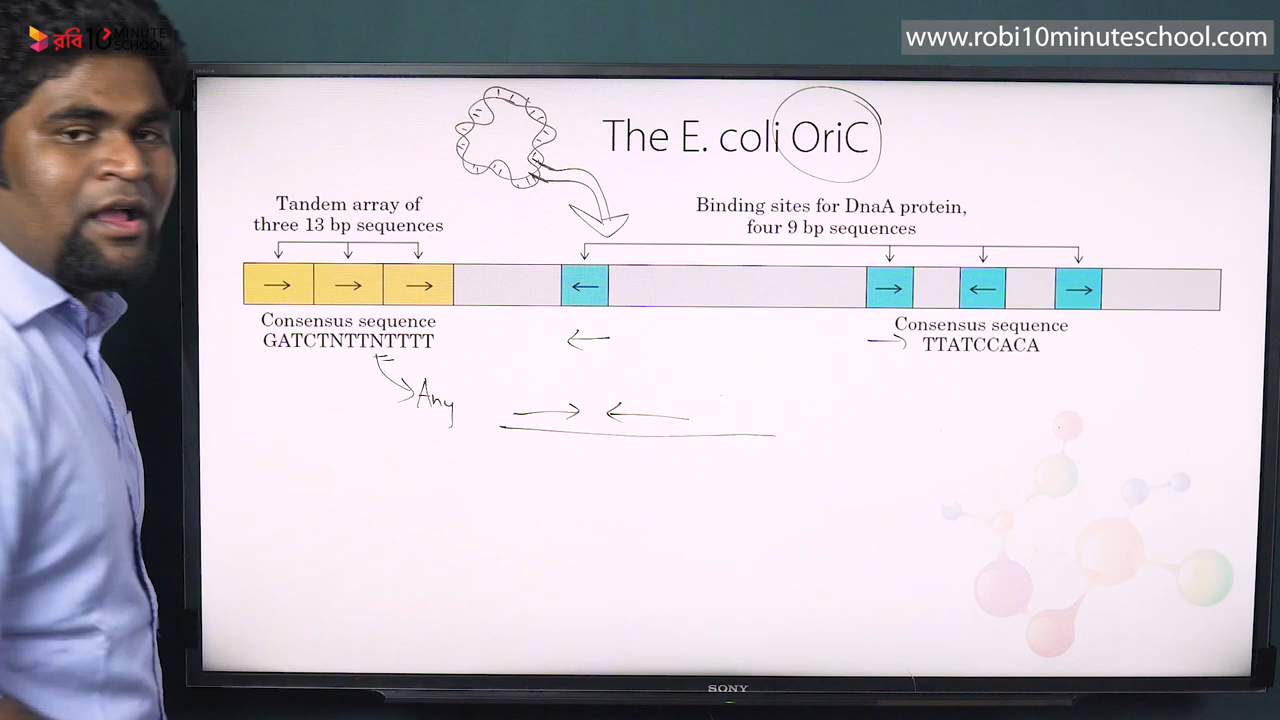 রবি 10 MINUTE SCHOOL
www.robi10minuteschool.com
The E. coli OriC
Tandem array of
three 13 bp sequences
Binding sites for DnaA protein,
four 9 bp sequences
Consensus sequence
GATCTNTTNTTTT
Consensus sequence
TTATCCACA
Any
SONY